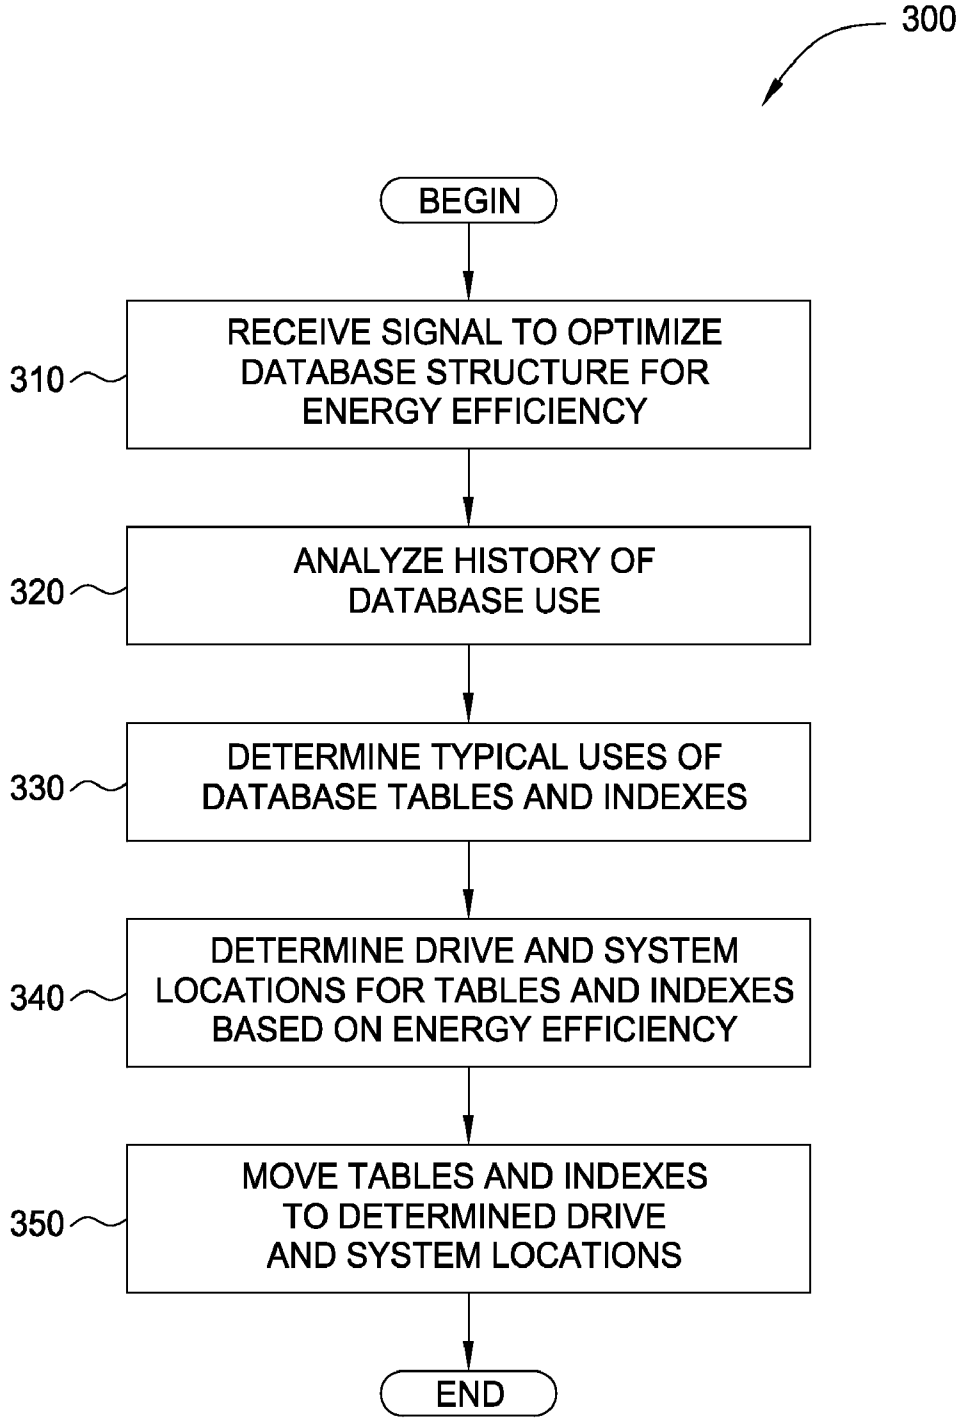 300
BEGIN
RECEIVE SIGNAL TO OPTIMIZE
DATABASE STRUCTURE FOR
ENERGY EFFICIENCY
310
ANALYZE HISTORY OF
DATABASE USE
320
DETERMINE TYPICAL USES OF
DATABASE TABLES AND INDEXES
330
DETERMINE DRIVE AND SYSTEM
LOCATIONS FOR TABLES AND INDEXES
BASED ON ENERGY EFFICIENCY
340
MOVE TABLES AND INDEXES
TO DETERMINED DRIVE
AND SYSTEM LOCATIONS
350
END